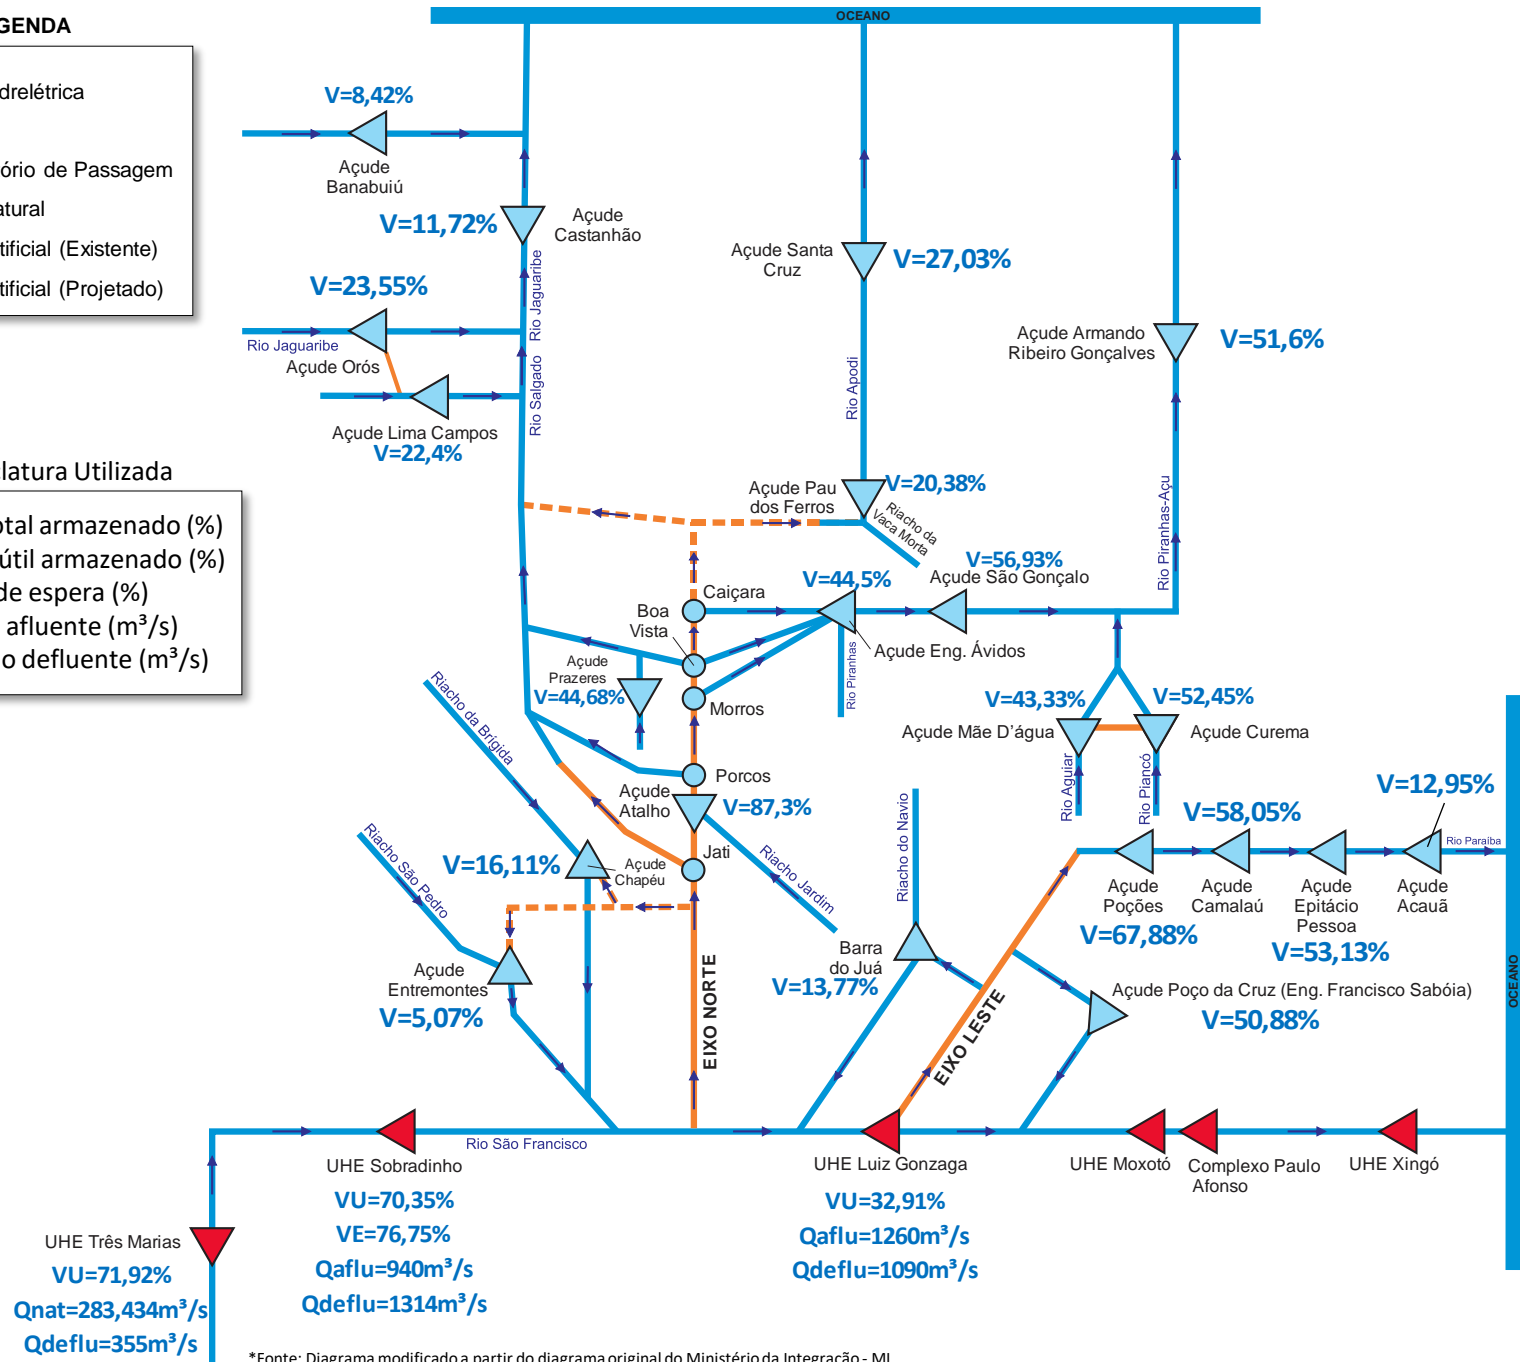 OCEANO
GENDA
drelétrica
ório de Passagem
atural
tificial (Existente)
tificial (Projetado)
V=8,42%
Açude
Banabuiú
V=11,72%
Açude
Castanhão
V=23,55%
Rio Jaguaribe
Açude Orós
Rio Jaguaribe
Rio Salgado
Açude Lima Campos
V=22,4%
Açude Santa
Cruz
V=27,03%
Rio Apodi
Açude Armando
Ribeiro Gonçalves
V=51,6%
Rio Piranhas-Açu
clatura Utilizada
otal armazenado (%)
útil armazenado (%)
de espera (%)
afluente (m³/s)
o defluente (m³/s)
Açude Pau
dos Ferros
V=20,38%
Riacho da
Vaca Morta
V=56,93%
Açude São Gonçalo
V=44,5%
Açude Eng. Ávidos
Rio Piranhas
Caiçara
Boa
Vista
Morros
Açude
Prazeres
V=44,68%
Porcos
Açude
Atalho
V=87,3%
Jati
Riacho Jardim
Riacho da Brígida
Riacho São Pedro
V=16,11%
Açude
Chapéu
Açude
Entremontes
V=5,07%
EIXO NORTE
V=43,33%
Açude Mãe D'água
V=52,45%
Açude Curema
Rio Aguiar
Rio Piancó
V=12,95%
V=58,05%
Rio Paraíba
Açude
Poções
V=67,88%
Açude
Camalaú
Açude
Epitácio
Pessoa
V=53,13%
Açude
Acauã
Riacho do Navio
Barra
do Juá
V=13,77%
EIXO LESTE
Açude Poço da Cruz (Eng. Francisco Sabóia)
V=50,88%
OCEANO
Rio São Francisco
UHE Sobradinho
VU=70,35%
VE=76,75%
Qaflu=940m³/s
Qdeflu=1314m³/s
UHE Luiz Gonzaga
VU=32,91%
Qaflu=1260m³/s
Qdeflu=1090m³/s
UHE Moxotó
Complexo Paulo
Afonso
UHE Xingó
UHE Três Marias
VU=71,92%
Qnat=283,434m³/s
Qdeflu=355m³/s
*Fonte: Diagrama modificado a partir do diagrama original do Ministério da Integração - MI